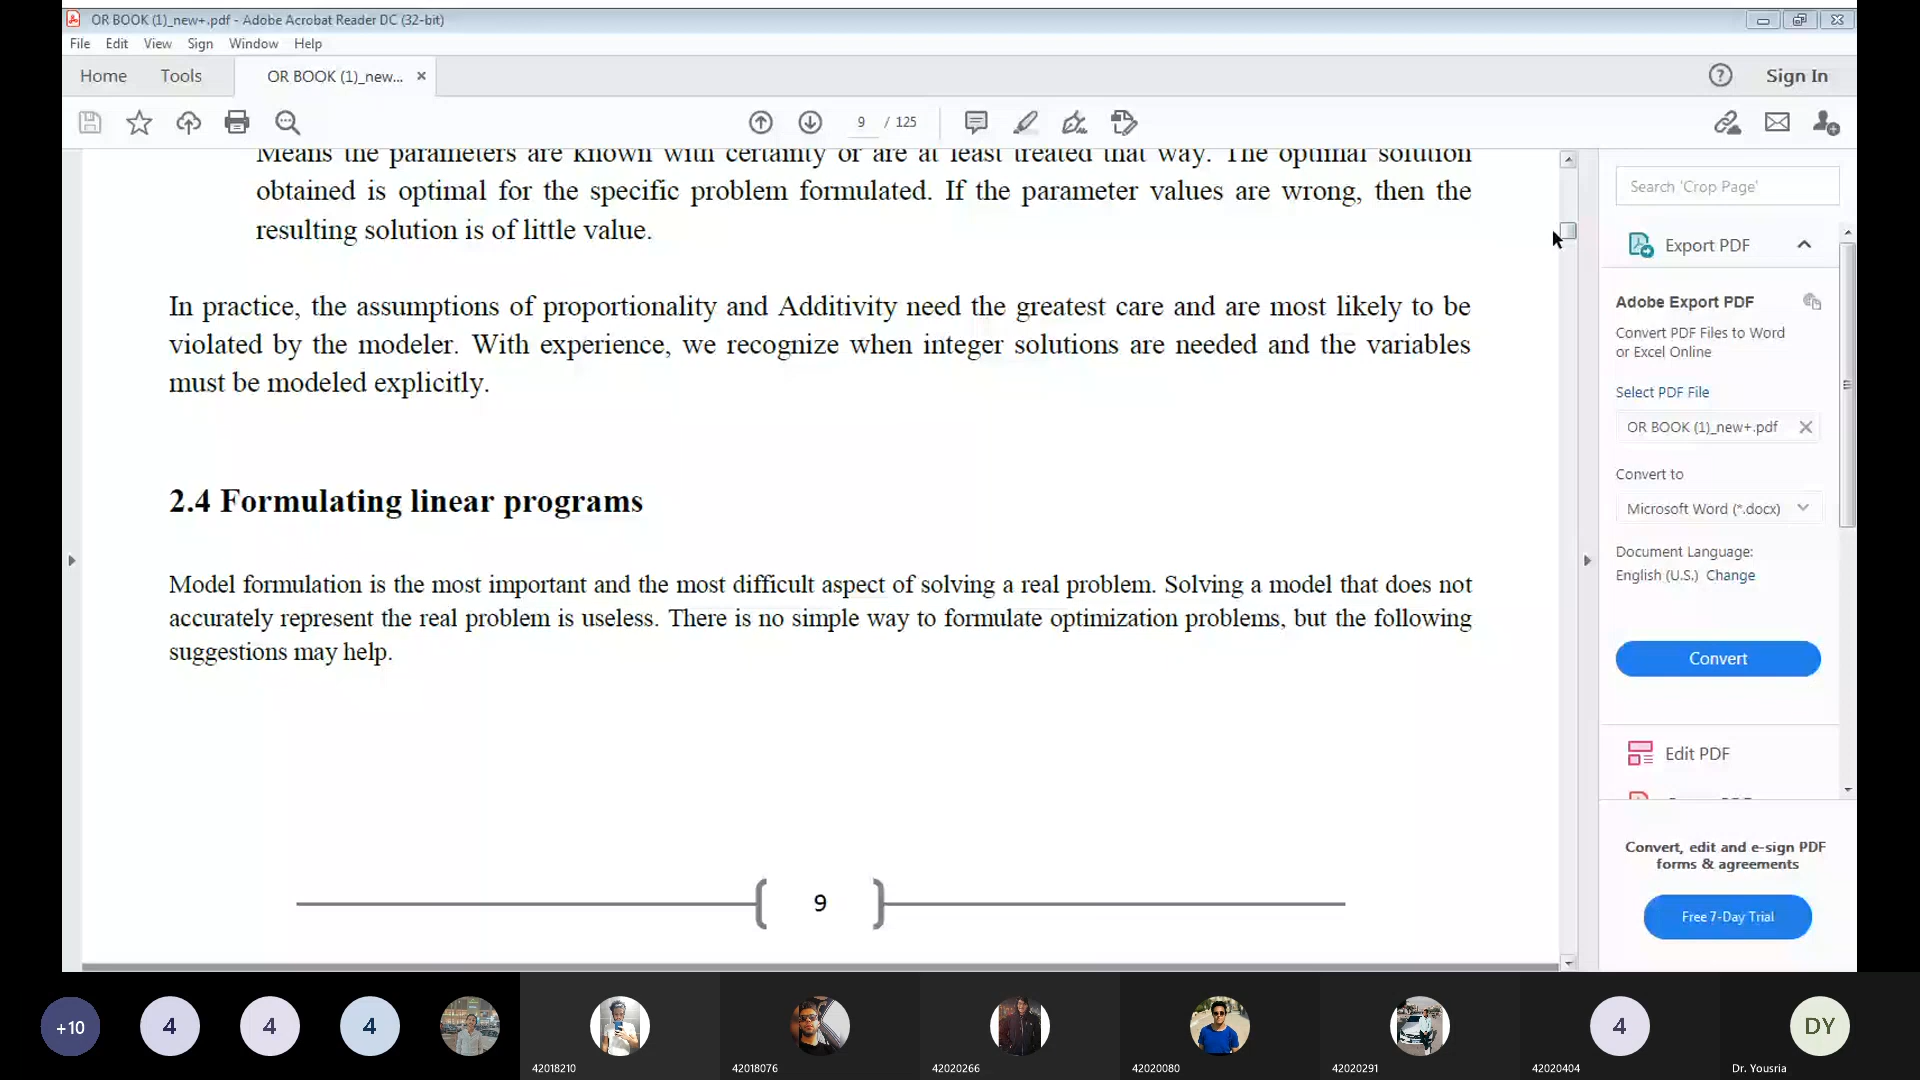 OR BOOK (1)_new+.pdf - Adobe Acrobat Reader DC (32-bit)
File Edit View Sign Window Help
Home Tools OR BOOK (1)_new... × Sign In
9 / 125
Means the parameters are known with certainty or are at least treated that way. The optimal solution
obtained is optimal for the specific problem formulated. If the parameter values are wrong, then the
resulting solution is of little value.
In practice, the assumptions of proportionality and Additivity need the greatest care and are most likely to be
violated by the modeler. With experience, we recognize when integer solutions are needed and the variables
must be modeled explicitly.
2.4 Formulating linear programs
Model formulation is the most important and the most difficult aspect of solving a real problem. Solving a model that does not
accurately represent the real problem is useless. There is no simple way to formulate optimization problems, but the following
suggestions may help.
9
Search 'Crop Page'
Export PDF
Adobe Export PDF
Convert PDF Files to Word
or Excel Online
Select PDF File
OR BOOK (1)_new+.pdf
Convert to
Microsoft Word (*.docx)
Document Language:
English (U.S.) Change
Convert
Edit PDF
Convert, edit and e-sign PDF
forms & agreements
Free 7-Day Trial
+10 4 4 4 4 DY
42018210 42018076 42020266 42020080 42020291 42020404 Dr. Yousria